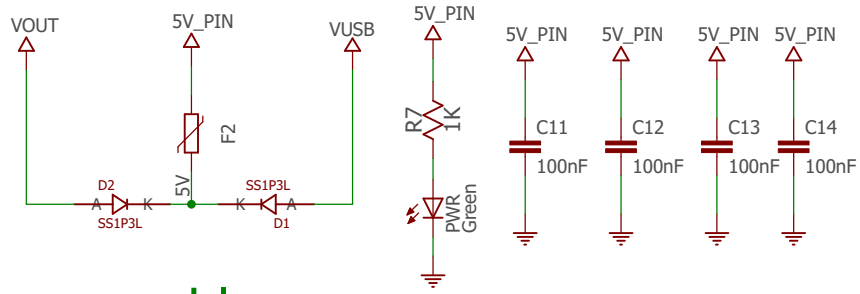 VOUT
5V_PIN
VUSB
F2
5V
D2
A
K
SS1P3L
SS1P3L
K
A
D1
5V_PIN
R7
1K
PWR
Green
5V_PIN
C11
100nF
5V_PIN
C12
100nF
5V_PIN
C13
100nF
5V_PIN
C14
100nF